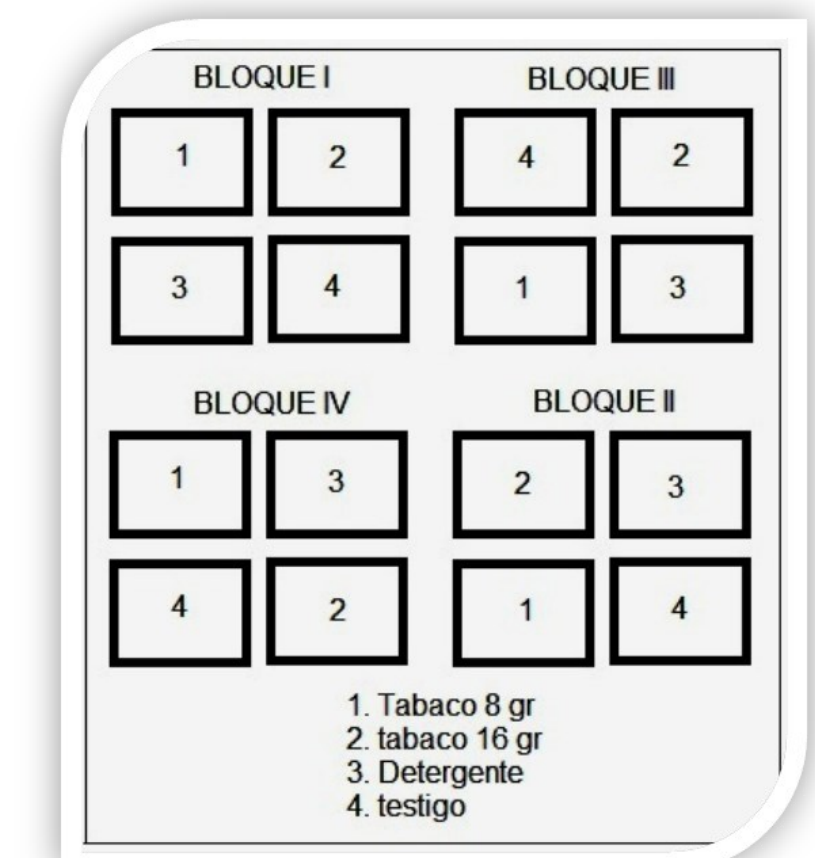 BLOQUE I
BLOQUE III
1 2
4 2
3 4
1 3
BLOQUE IV
BLOQUE II
1 3
2 3
4 2
1 4
1. Tabaco 8 gr
2. tabaco 16 gr
3. Detergente
4. testigo